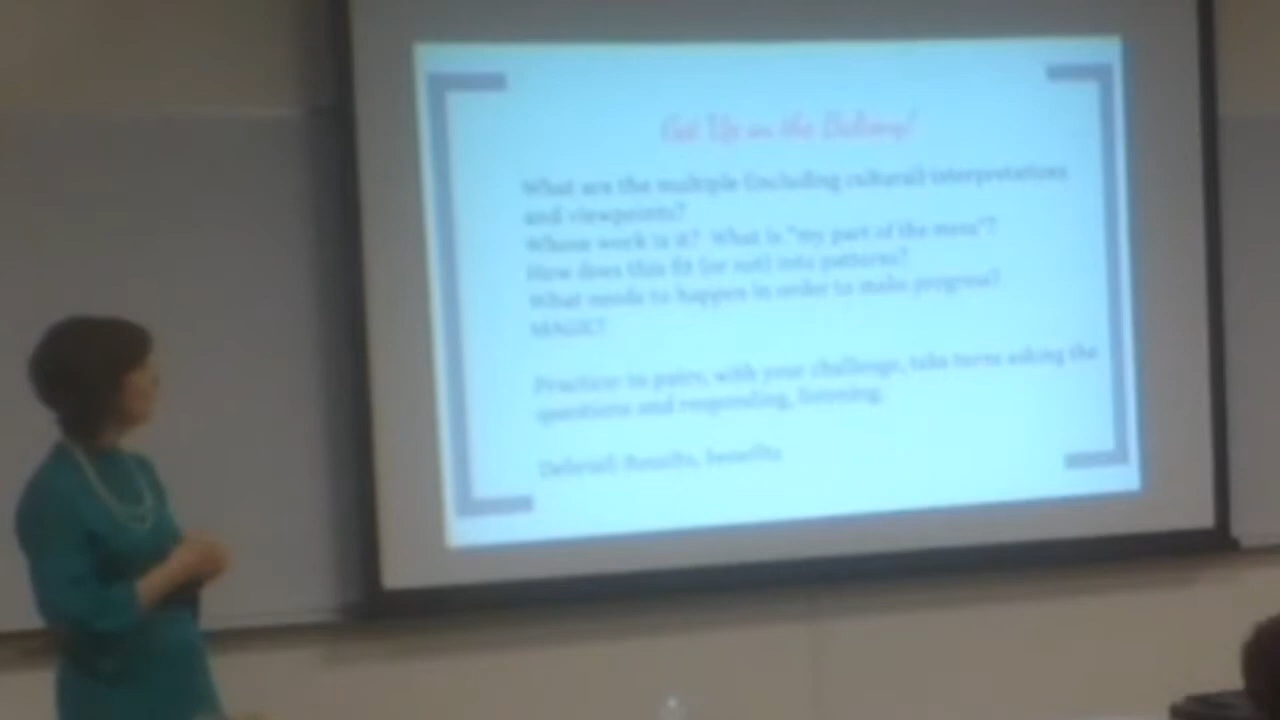 Get Up on the Balcony!
What are the multiple (including cultural) interpretations
and viewpoints?
Whose work is it? What is "my part of the mess"?
How does this fit (or not) into patterns?
What needs to happen in order to make progress?
MAGIC?
Practice: In pairs, with your challenge, take turns asking the
questions and responding, listening.
Debrief: Results, benefits